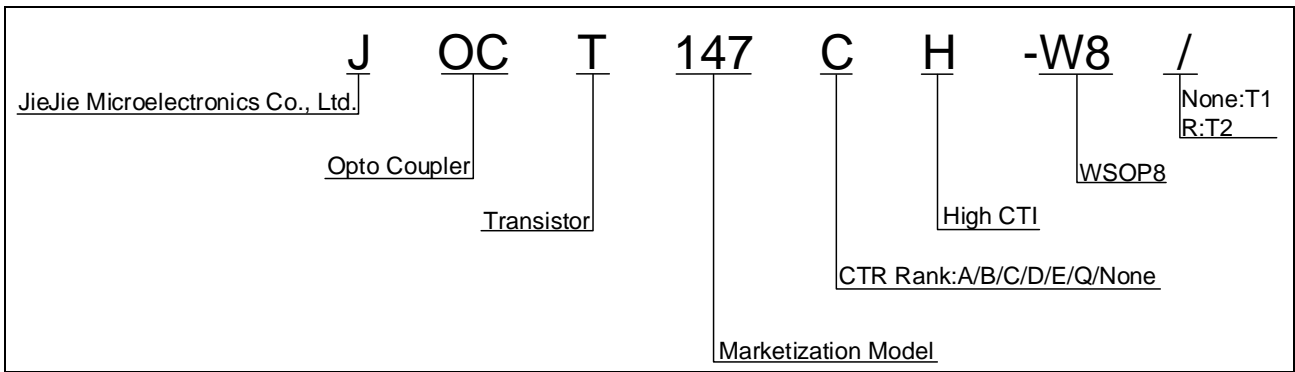 J OC T 147 C H -W8 /
JieJie Microelectronics Co., Ltd.
None:T1
R:T2
Opto Coupler
WSOP8
Transistor
High CTI
CTR Rank:A/B/C/D/E/Q/None
Marketization Model